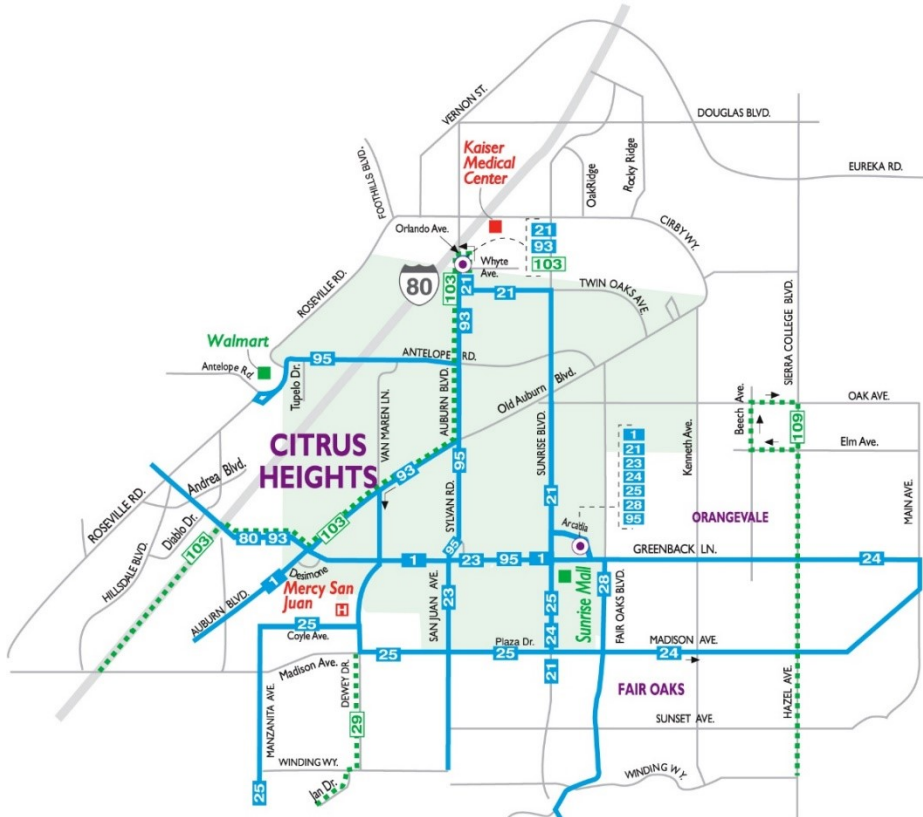 VERNON ST.
DOUGLAS BLVD.
FOOTHILLS BLVD.
Kaiser
Medical
Center
OakRidge
Rocky Ridge
EUREKA RD.
Orlando Ave.
21
93
103
CIRBY WY.
Whyte
Ave.
80
103
21
21
TWIN OAKS AVE.
ROSEVILLE RD.
93
SIERRA COLLEGE BLVD.
Walmart
Antelope Rd
95
ANTELOPE RD.
Tupelo Dr.
VAN MAREN LN.
AUBURN BLVD.
Old Auburn Blvd.
SUNRISE BLVD.
Beech Ave.
OAK AVE.
109
Elm Ave.
CITRUS
HEIGHTS
1
21
23
24
25
28
95
Kenneth Ave.
93
95
Andrea Blvd.
SYLVAN RD.
21
MAIN AVE.
ROSEVILLE RD.
Diablo Dr.
103
ORANGEVALE
Arcadia
80
93
103
HILLSDALE BLVD.
95
GREENBACK LN.
1
23
95
1
24
Desimone
1
AUBURN BLVD.
Mercy San
Juan
H
SAN JUAN AVE.
23
25
Sunrise Mall
28
FAIR OAKS BLVD.
25
Coyle Ave.
24
Plaza Dr.
MADISON AVE.
25
25
24
Madison Ave.
21
DEWEY DR.
FAIR OAKS
HAZEL AVE.
MANZANITA AVE.
29
SUNSET AVE.
WINDING WY.
WINDING WY.
25
Jan Dr.